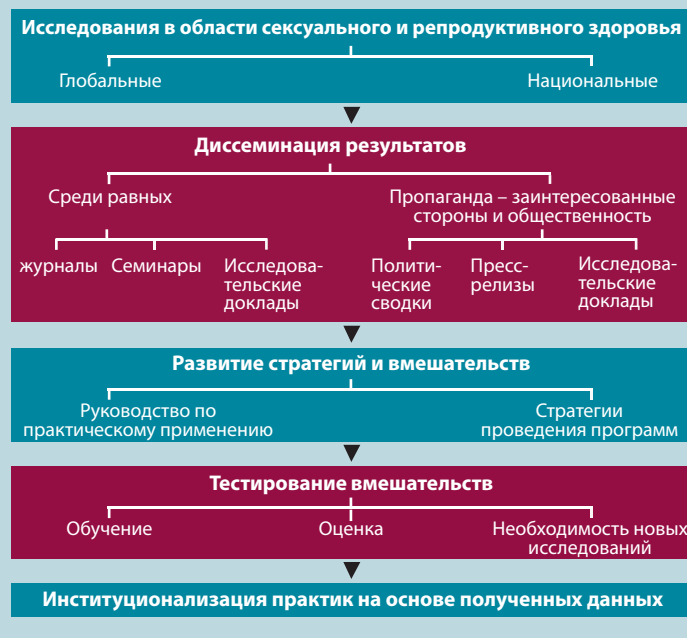 Исследования в области сексуального и репродуктивного здоровья
Глобальные
Национальные
Диссеминация результатов
Среди равных
Пропаганда – заинтересованные
стороны и общественность
журналы
Семинары
Исследова-
тельские
доклады
Полити-
ческие
сводки
Пресс-
релизы
Исследова-
тельские
доклады
Развитие стратегий и вмешательств
Руководство по
практическому применению
Стратегии
проведения программ
Тестирование вмешательств
Обучение
Оценка
Необходимость новых
исследований
Институционализация практик на основе полученных данных